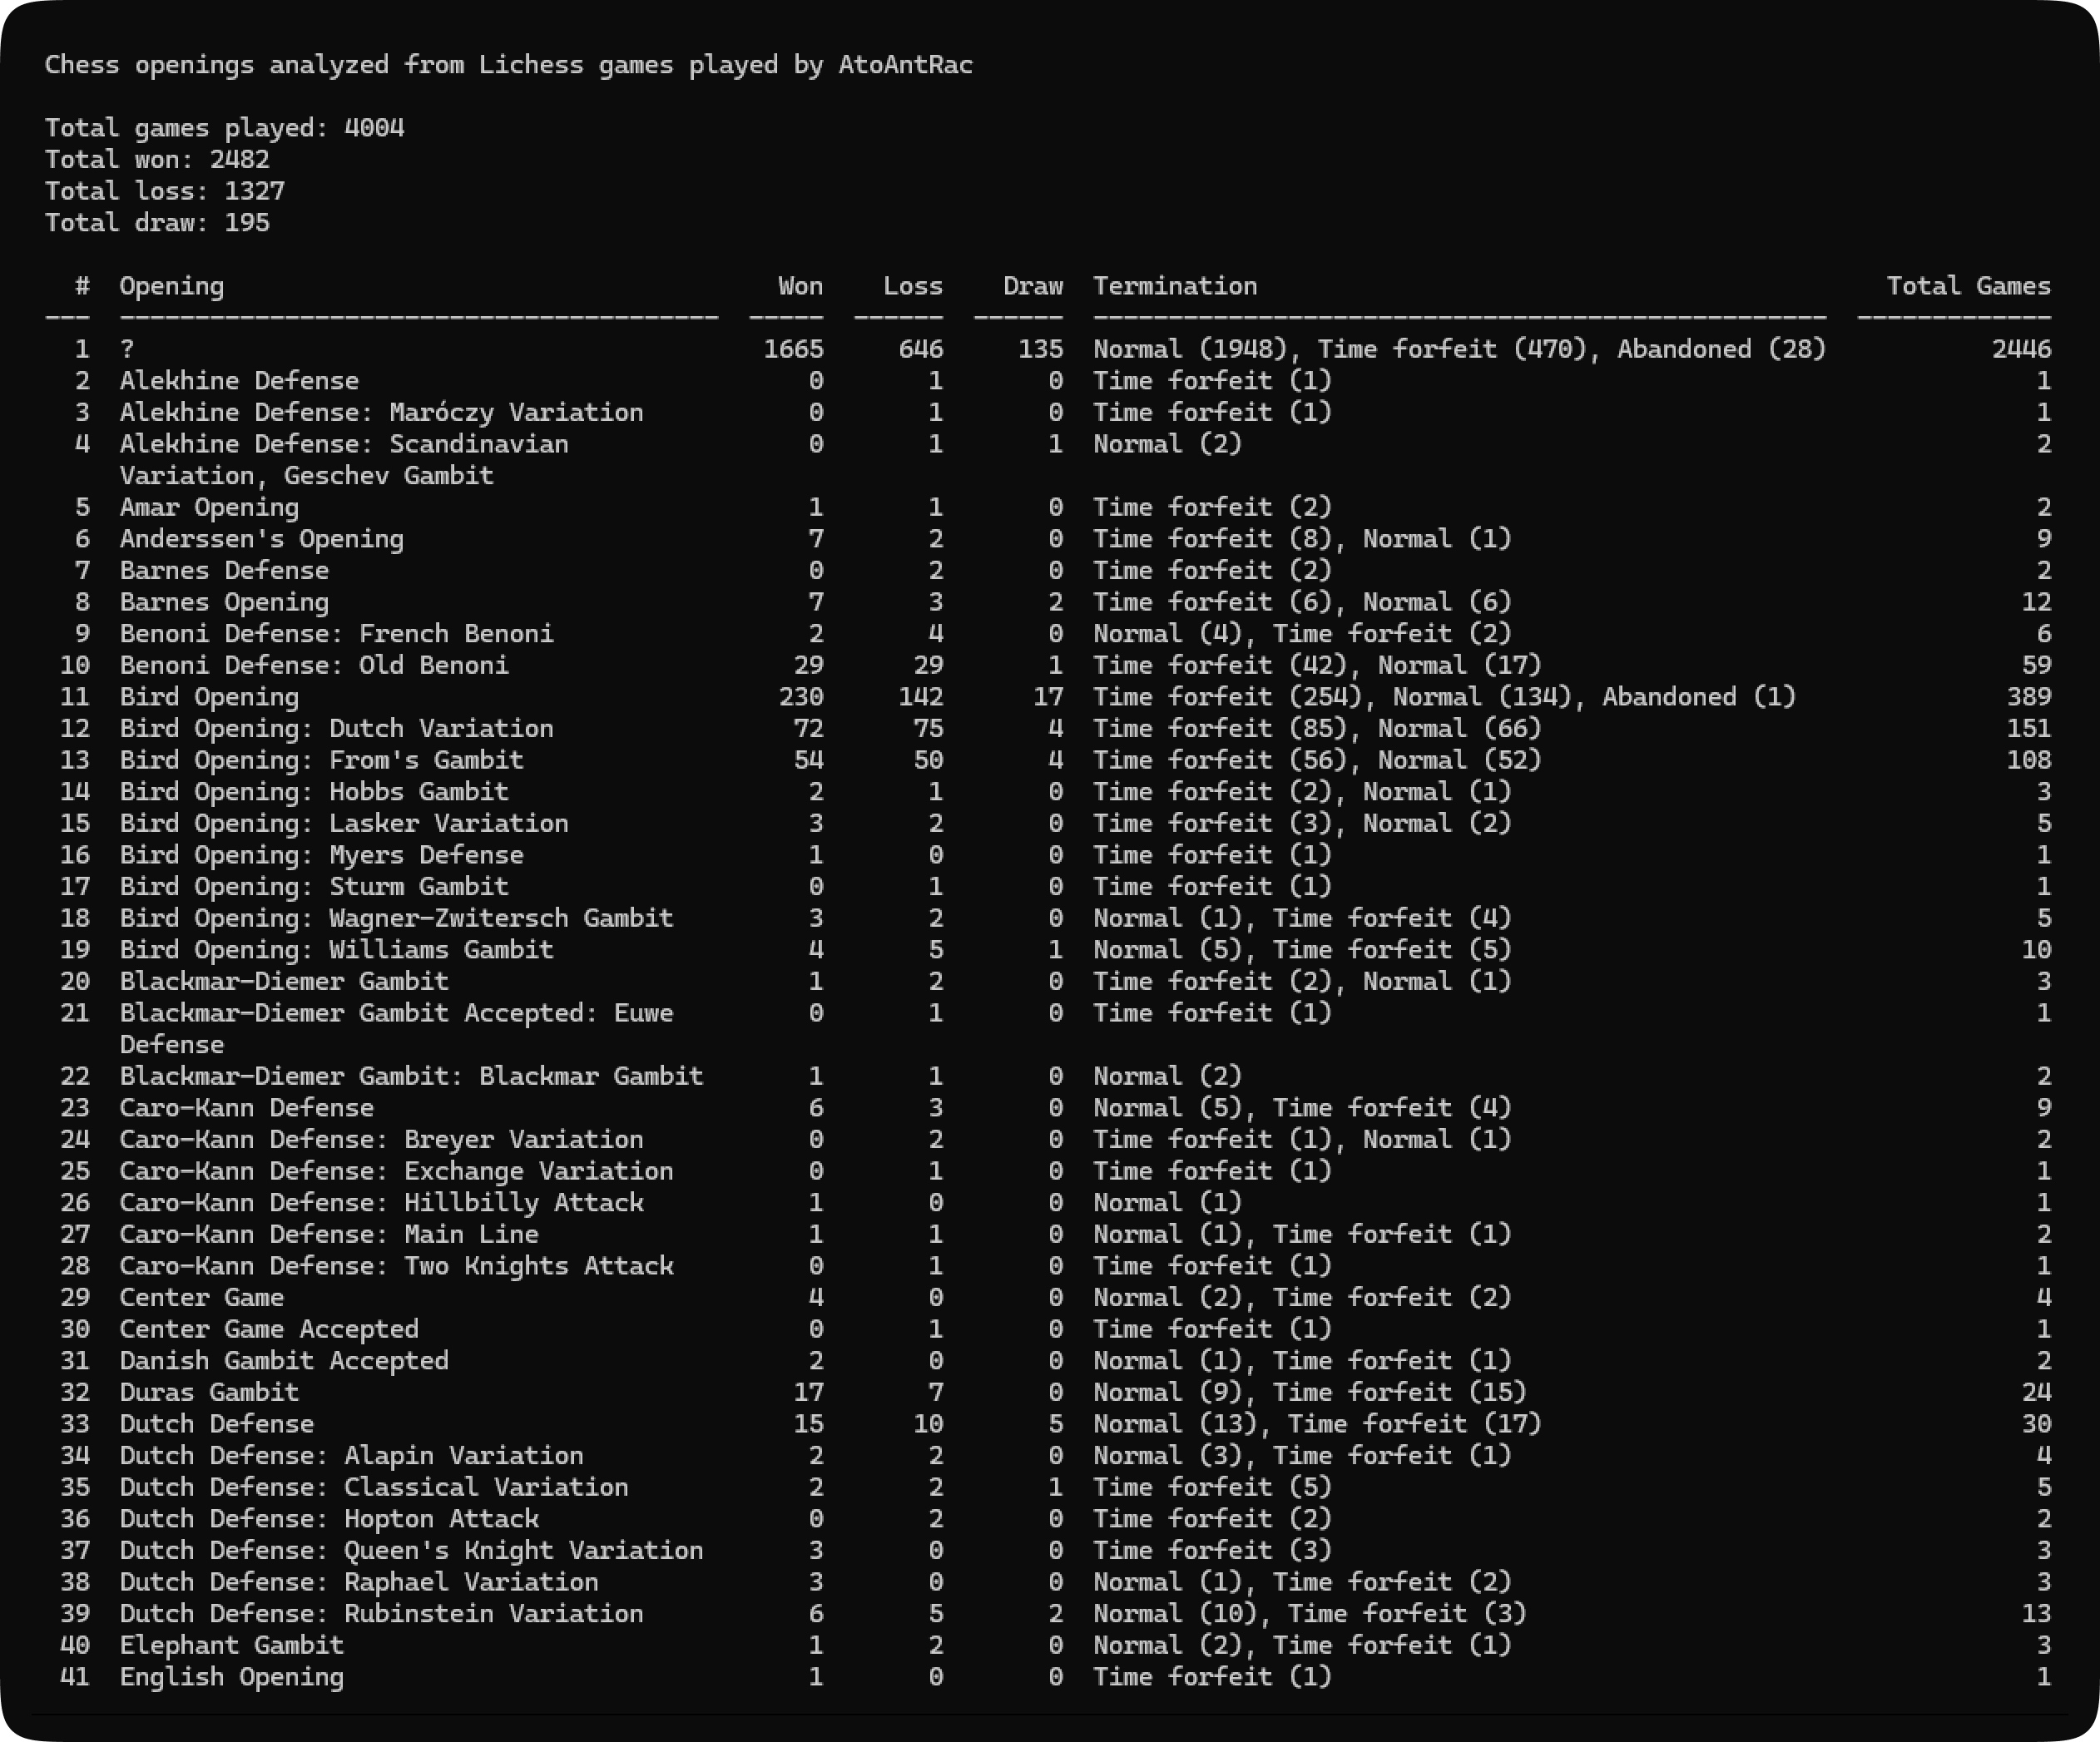 Chess openings analyzed from Lichess games played by AtoAntRac
Total games played: 4004
Total won: 2482
Total loss: 1327
Total draw: 195
# Opening Won Loss Draw Termination Total Games
--- ---------------------------------------- ----- ------ ------ ------------------------------------------------- -------------
1 ? 1665 646 135 Normal (1948), Time forfeit (470), Abandoned (28) 2446
2 Alekhine Defense 0 1 0 Time forfeit (1) 1
3 Alekhine Defense: Maróczy Variation 0 1 0 Time forfeit (1) 1
4 Alekhine Defense: Scandinavian 0 1 1 Normal (2) 2
Variation, Geschev Gambit
5 Amar Opening 1 1 0 Time forfeit (2) 2
6 Anderssen's Opening 7 2 0 Time forfeit (8), Normal (1) 9
7 Barnes Defense 0 2 0 Time forfeit (2) 2
8 Barnes Opening 7 3 2 Time forfeit (6), Normal (6) 12
9 Benoni Defense: French Benoni 2 4 0 Normal (4), Time forfeit (2) 6
10 Benoni Defense: Old Benoni 29 29 1 Time forfeit (42), Normal (17) 59
11 Bird Opening 230 142 17 Time forfeit (254), Normal (134), Abandoned (1) 389
12 Bird Opening: Dutch Variation 72 75 4 Time forfeit (85), Normal (66) 151
13 Bird Opening: From's Gambit 54 50 4 Time forfeit (56), Normal (52) 108
14 Bird Opening: Hobbs Gambit 2 1 0 Time forfeit (2), Normal (1) 3
15 Bird Opening: Lasker Variation 3 2 0 Time forfeit (3), Normal (2) 5
16 Bird Opening: Myers Defense 1 0 0 Time forfeit (1) 1
17 Bird Opening: Sturm Gambit 0 1 0 Time forfeit (1) 1
18 Bird Opening: Wagner-Zwitersch Gambit 3 2 0 Normal (1), Time forfeit (4) 5
19 Bird Opening: Williams Gambit 4 5 1 Normal (5), Time forfeit (5) 10
20 Blackmar-Diemer Gambit 1 2 0 Time forfeit (2), Normal (1) 3
21 Blackmar-Diemer Gambit Accepted: Euwe 0 1 0 Time forfeit (1) 1
Defense
22 Blackmar-Diemer Gambit: Blackmar Gambit 1 1 0 Normal (2) 2
23 Caro-Kann Defense 6 3 0 Normal (5), Time forfeit (4) 9
24 Caro-Kann Defense: Breyer Variation 0 2 0 Time forfeit (1), Normal (1) 2
25 Caro-Kann Defense: Exchange Variation 0 1 0 Time forfeit (1) 1
26 Caro-Kann Defense: Hillbilly Attack 1 0 0 Normal (1) 1
27 Caro-Kann Defense: Main Line 1 1 0 Normal (1), Time forfeit (1) 2
28 Caro-Kann Defense: Two Knights Attack 0 1 0 Time forfeit (1) 1
29 Center Game 4 0 0 Normal (2), Time forfeit (2) 4
30 Center Game Accepted 0 1 0 Time forfeit (1) 1
31 Danish Gambit Accepted 2 0 0 Normal (1), Time forfeit (1) 2
32 Duras Gambit 17 7 0 Normal (9), Time forfeit (15) 24
33 Dutch Defense 15 10 5 Normal (13), Time forfeit (17) 30
34 Dutch Defense: Alapin Variation 2 2 0 Normal (3), Time forfeit (1) 4
35 Dutch Defense: Classical Variation 2 2 1 Time forfeit (5) 5
36 Dutch Defense: Hopton Attack 0 2 0 Time forfeit (2) 2
37 Dutch Defense: Queen's Knight Variation 3 0 0 Time forfeit (3) 3
38 Dutch Defense: Raphael Variation 3 0 0 Normal (1), Time forfeit (2) 3
39 Dutch Defense: Rubinstein Variation 6 5 2 Normal (10), Time forfeit (3) 13
40 Elephant Gambit 1 2 0 Normal (2), Time forfeit (1) 3
41 English Opening 1 0 0 Time forfeit (1) 1